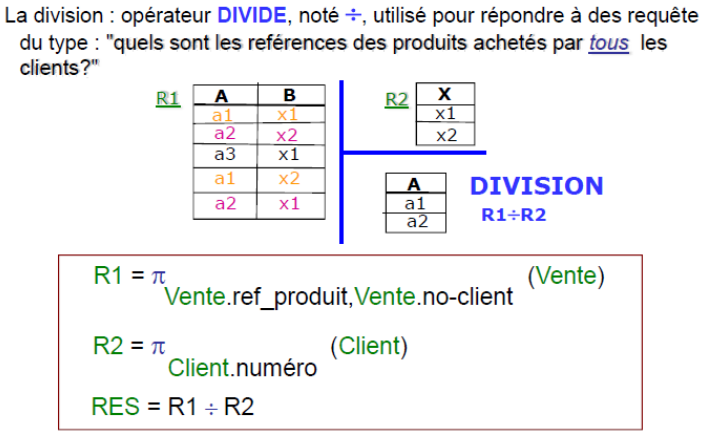 La division : opérateur DIVIDE, noté ÷, utilisé pour répondre à des requête
du type : "quels sont les reférences des produits achetés par tous les
clients?"
R1
A B
a1 x1
a2 x2
a3 x1
a1 x2
a2 x1
R2
X
x1
x2
A
a1
a2
DIVISION
R1÷R2
R1 = π Vente.ref_produit,Vente.no-client (Vente)
R2 = π Client.numéro (Client)
RES = R1 ÷ R2